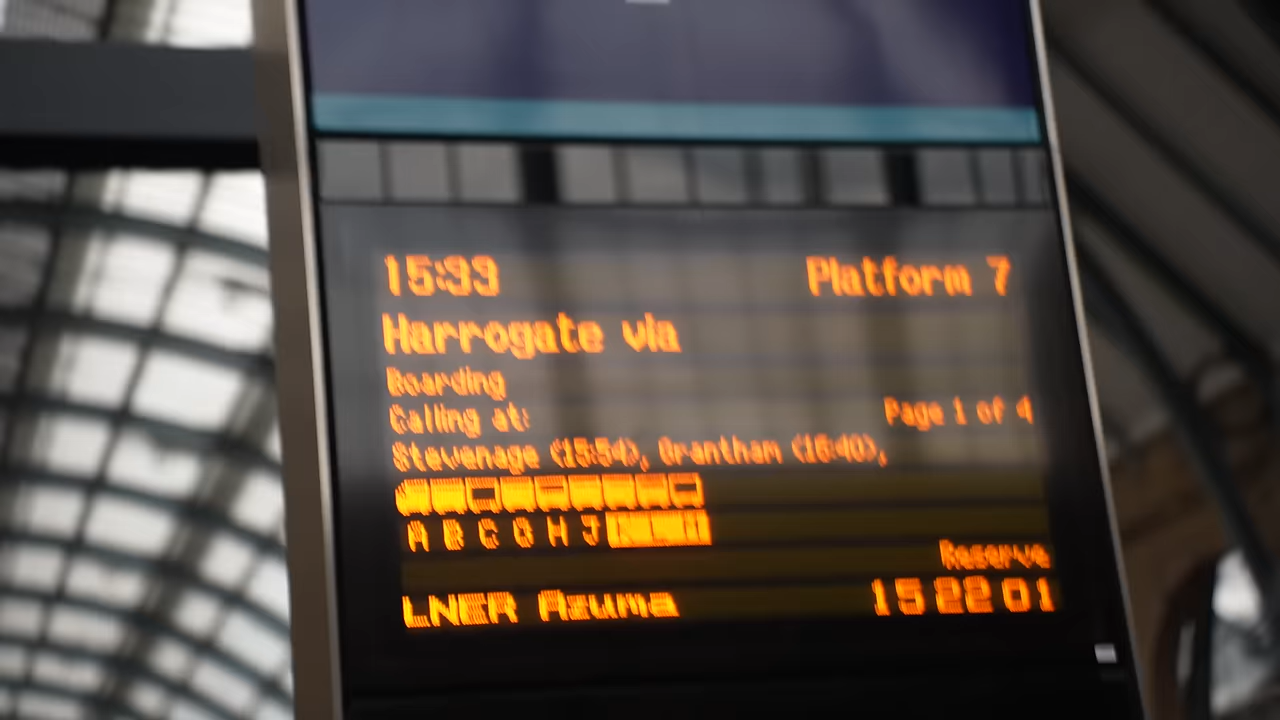 15:33 Platform 7
Harrogate via
Boarding
Calling at: Page 1 of 4
Stevenage (15:54), Grantham (16:40),
A B C D H J
Reserve
LNER Azuma 15 22 01